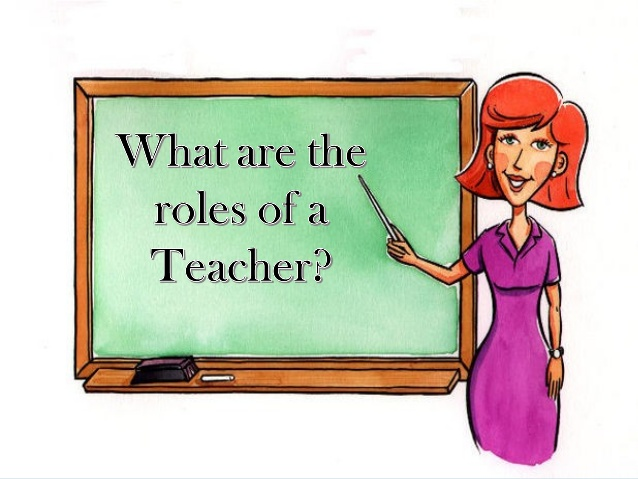 What are the
roles of a
Teacher?